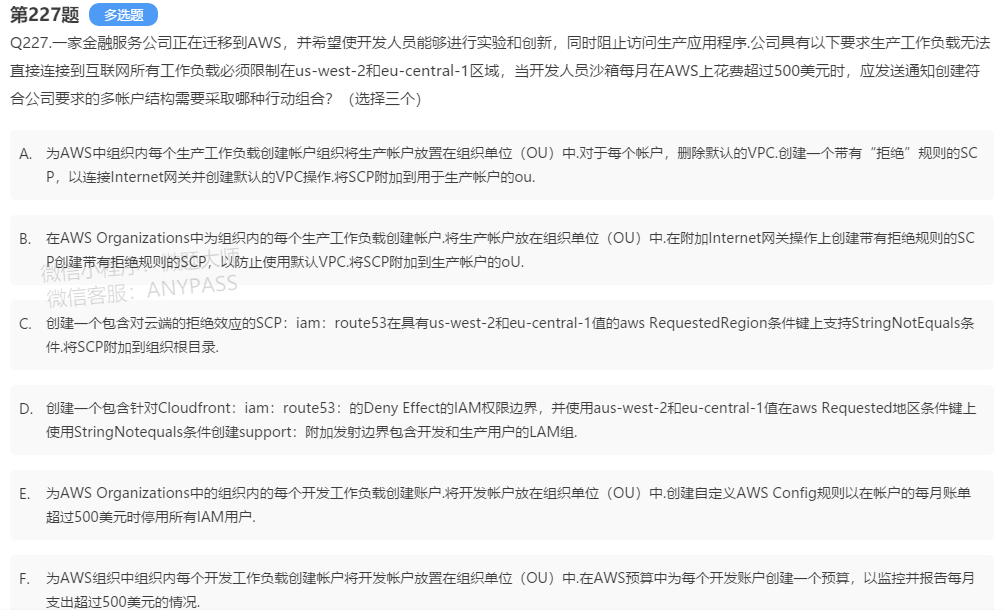 第227题 多选题
Q227.一家金融服务公司正在迁移到AWS，并希望使开发人员能够进行实验和创新，同时阻止访问生产应用程序.公司具有以下要求生产工作负载无法
直接连接到互联网所有工作负载必须限制在us-west-2和eu-central-1区域，当开发人员沙箱每月在AWS上花费超过500美元时，应发送通知创建符
合公司要求的多帐户结构需要采取哪种行动组合？（选择三个）
A. 为AWS中组织内每个生产工作负载创建帐户组织将生产帐户放置在组织单位（OU）中.对于每个帐户，删除默认的VPC.创建一个带有“拒绝”规则的SC
P，以连接Internet网关并创建默认的VPC操作.将SCP附加到用于生产帐户的ou.
B. 在AWS Organizations中为组织内的每个生产工作负载创建帐户.将生产帐户放在组织单位（OU）中.在附加Internet网关操作上创建带有拒绝规则的SC
P创建带有拒绝规则的SCP，以防止使用默认VPC.将SCP附加到生产帐户的oU.
微信小程序：做题大师
微信客服：ANYPASS
C. 创建一个包含对云端的拒绝效应的SCP：iam：route53在具有us-west-2和eu-central-1值的aws RequestedRegion条件键上支持StringNotEquals条
件.将SCP附加到组织根目录.
D. 创建一个包含针对Cloudfront：iam：route53：的Deny Effect的IAM权限边界，并使用aus-west-2和eu-central-1值在aws Requested地区条件键上
使用StringNotequals条件创建support：附加发射边界包含开发和生产用户的LAM组.
E. 为AWS Organizations中的组织内的每个开发工作负载创建账户.将开发帐户放在组织单位（OU）中.创建自定义AWS Config规则以在帐户的每月账单
超过500美元时停用所有IAM用户.
F. 为AWS组织中组织内每个开发工作负载创建帐户将开发帐户放置在组织单位（OU）中.在AWS预算中为每个开发账户创建一个预算，以监控并报告每月
支出超过500美元的情况.